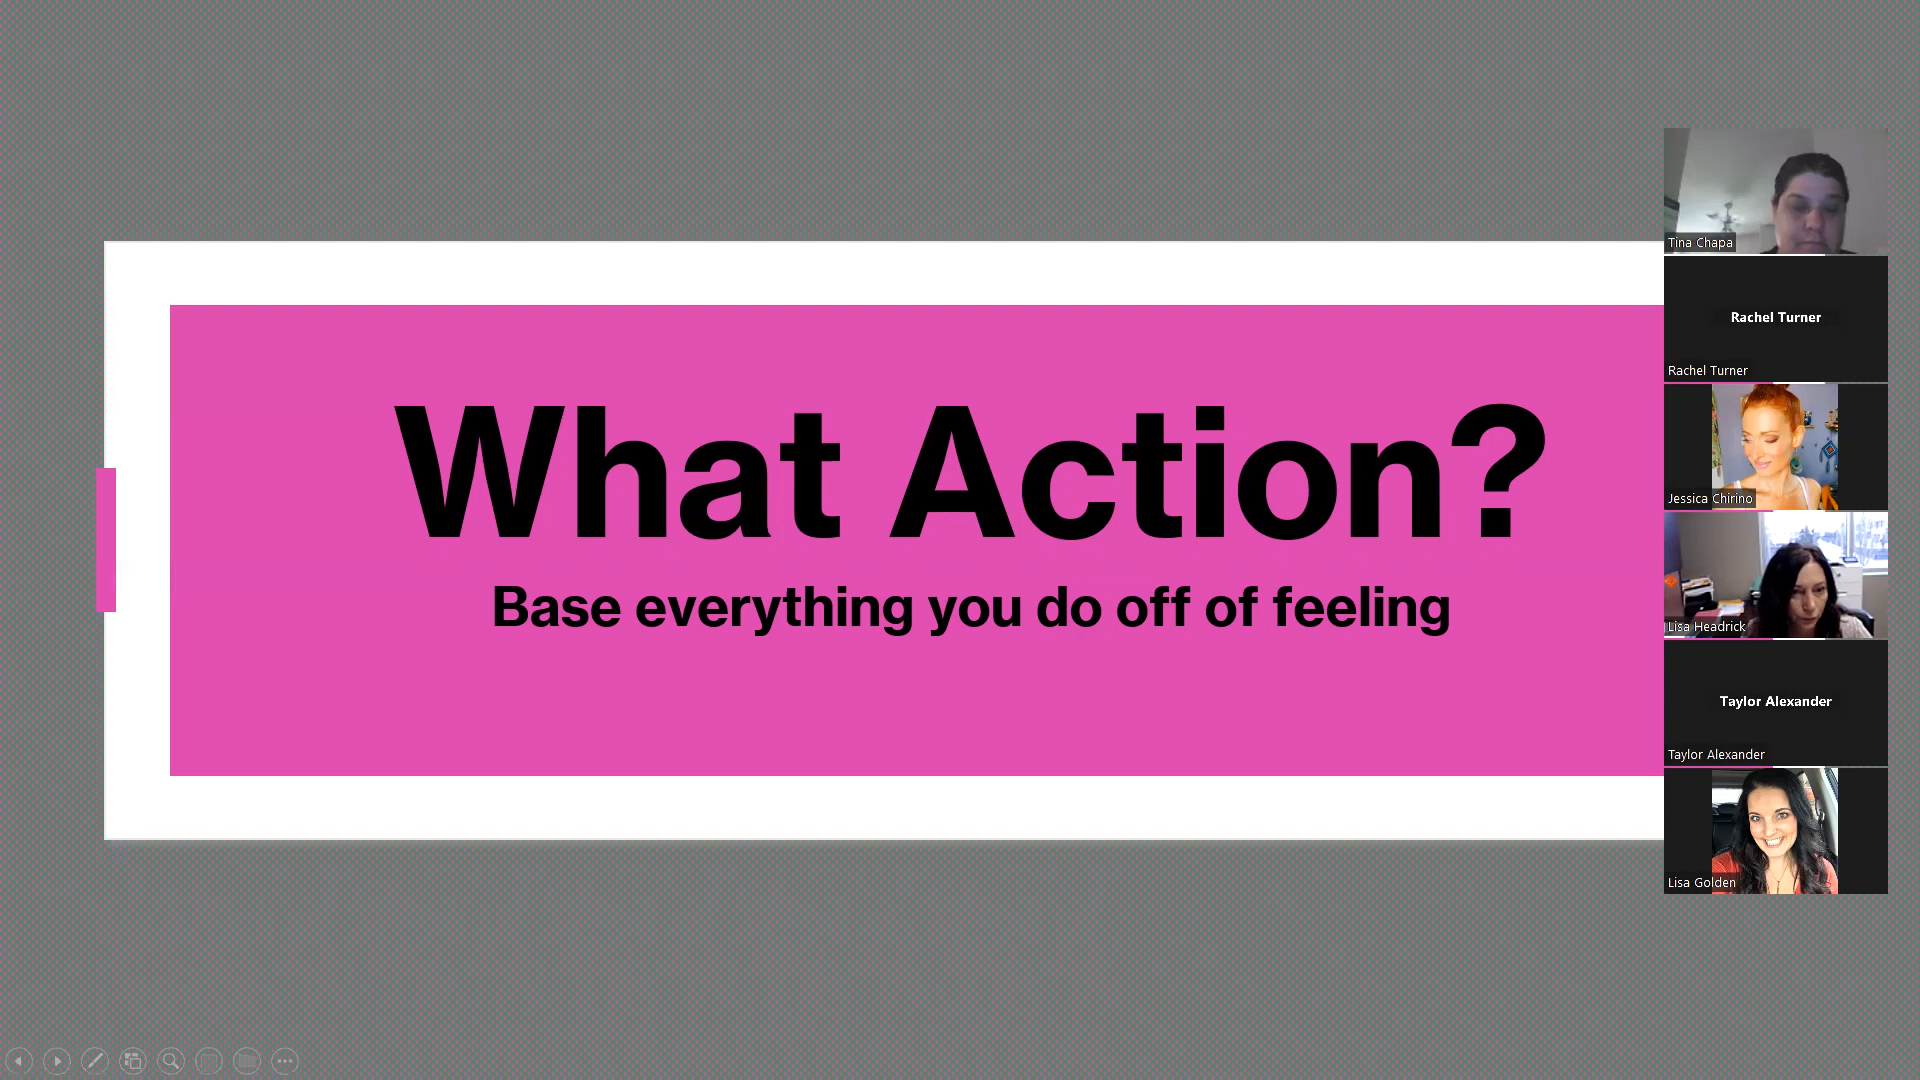 What Action?
Base everything you do off of feeling
Tina Chapa
Rachel Turner
Rachel Turner
Jessica Chirino
Lisa Headrick
Taylor Alexander
Taylor Alexander
Lisa Golden